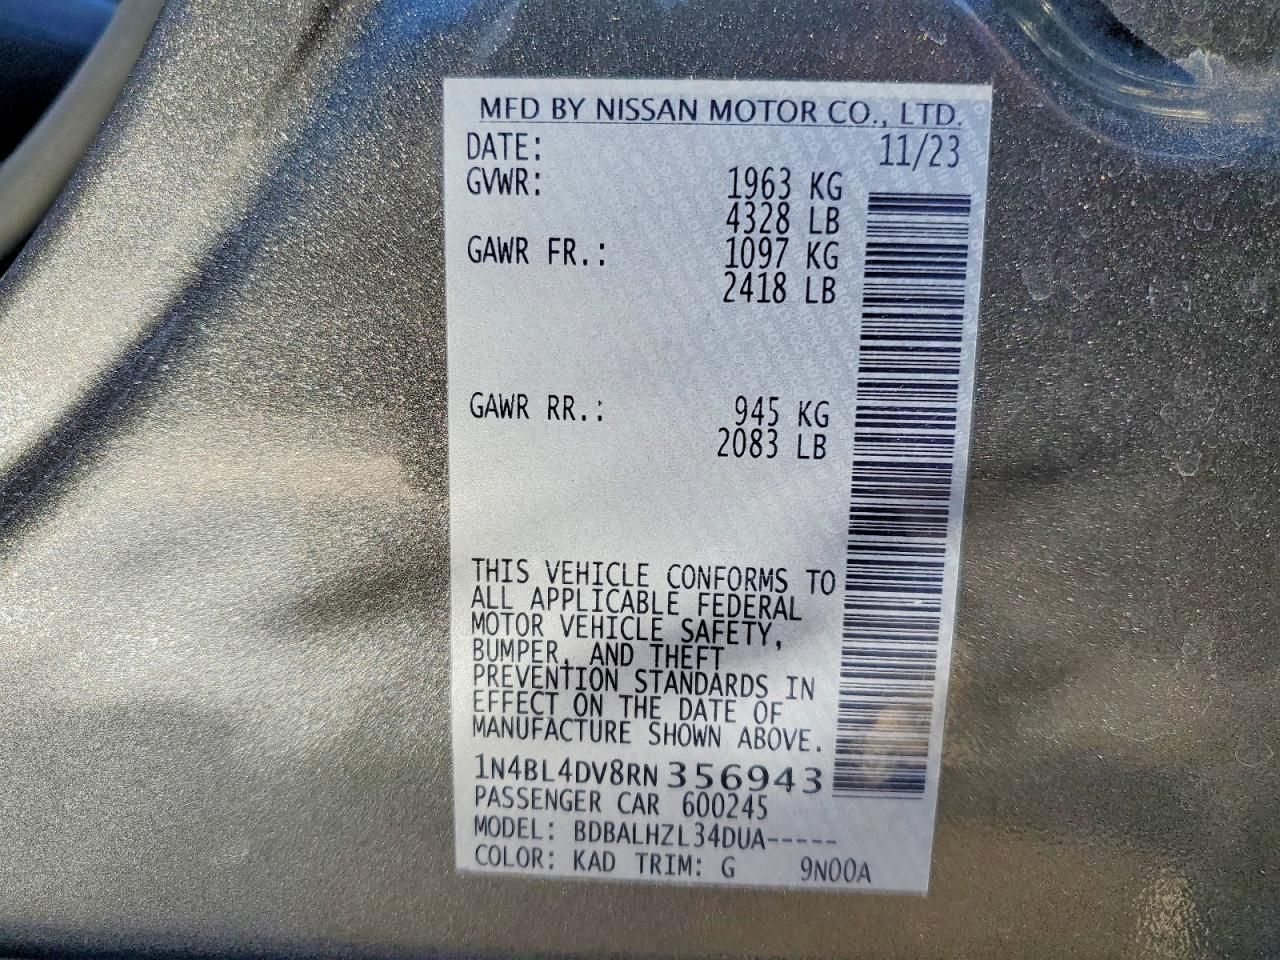 MFD BY NISSAN MOTOR CO., LTD.
DATE: 11/23
GVWR: 1963 KG
4328 LB
GAWR FR.: 1097 KG
2418 LB
GAWR RR.: 945 KG
2083 LB
THIS VEHICLE CONFORMS TO
ALL APPLICABLE FEDERAL
MOTOR VEHICLE SAFETY,
BUMPER, AND THEFT
PREVENTION STANDARDS IN
EFFECT ON THE DATE OF
MANUFACTURE SHOWN ABOVE.
1N4BL4DV8RN356943
PASSENGER CAR 600245
MODEL: BDBALHZL34DUA-----
COLOR: KAD TRIM: G 9N00A